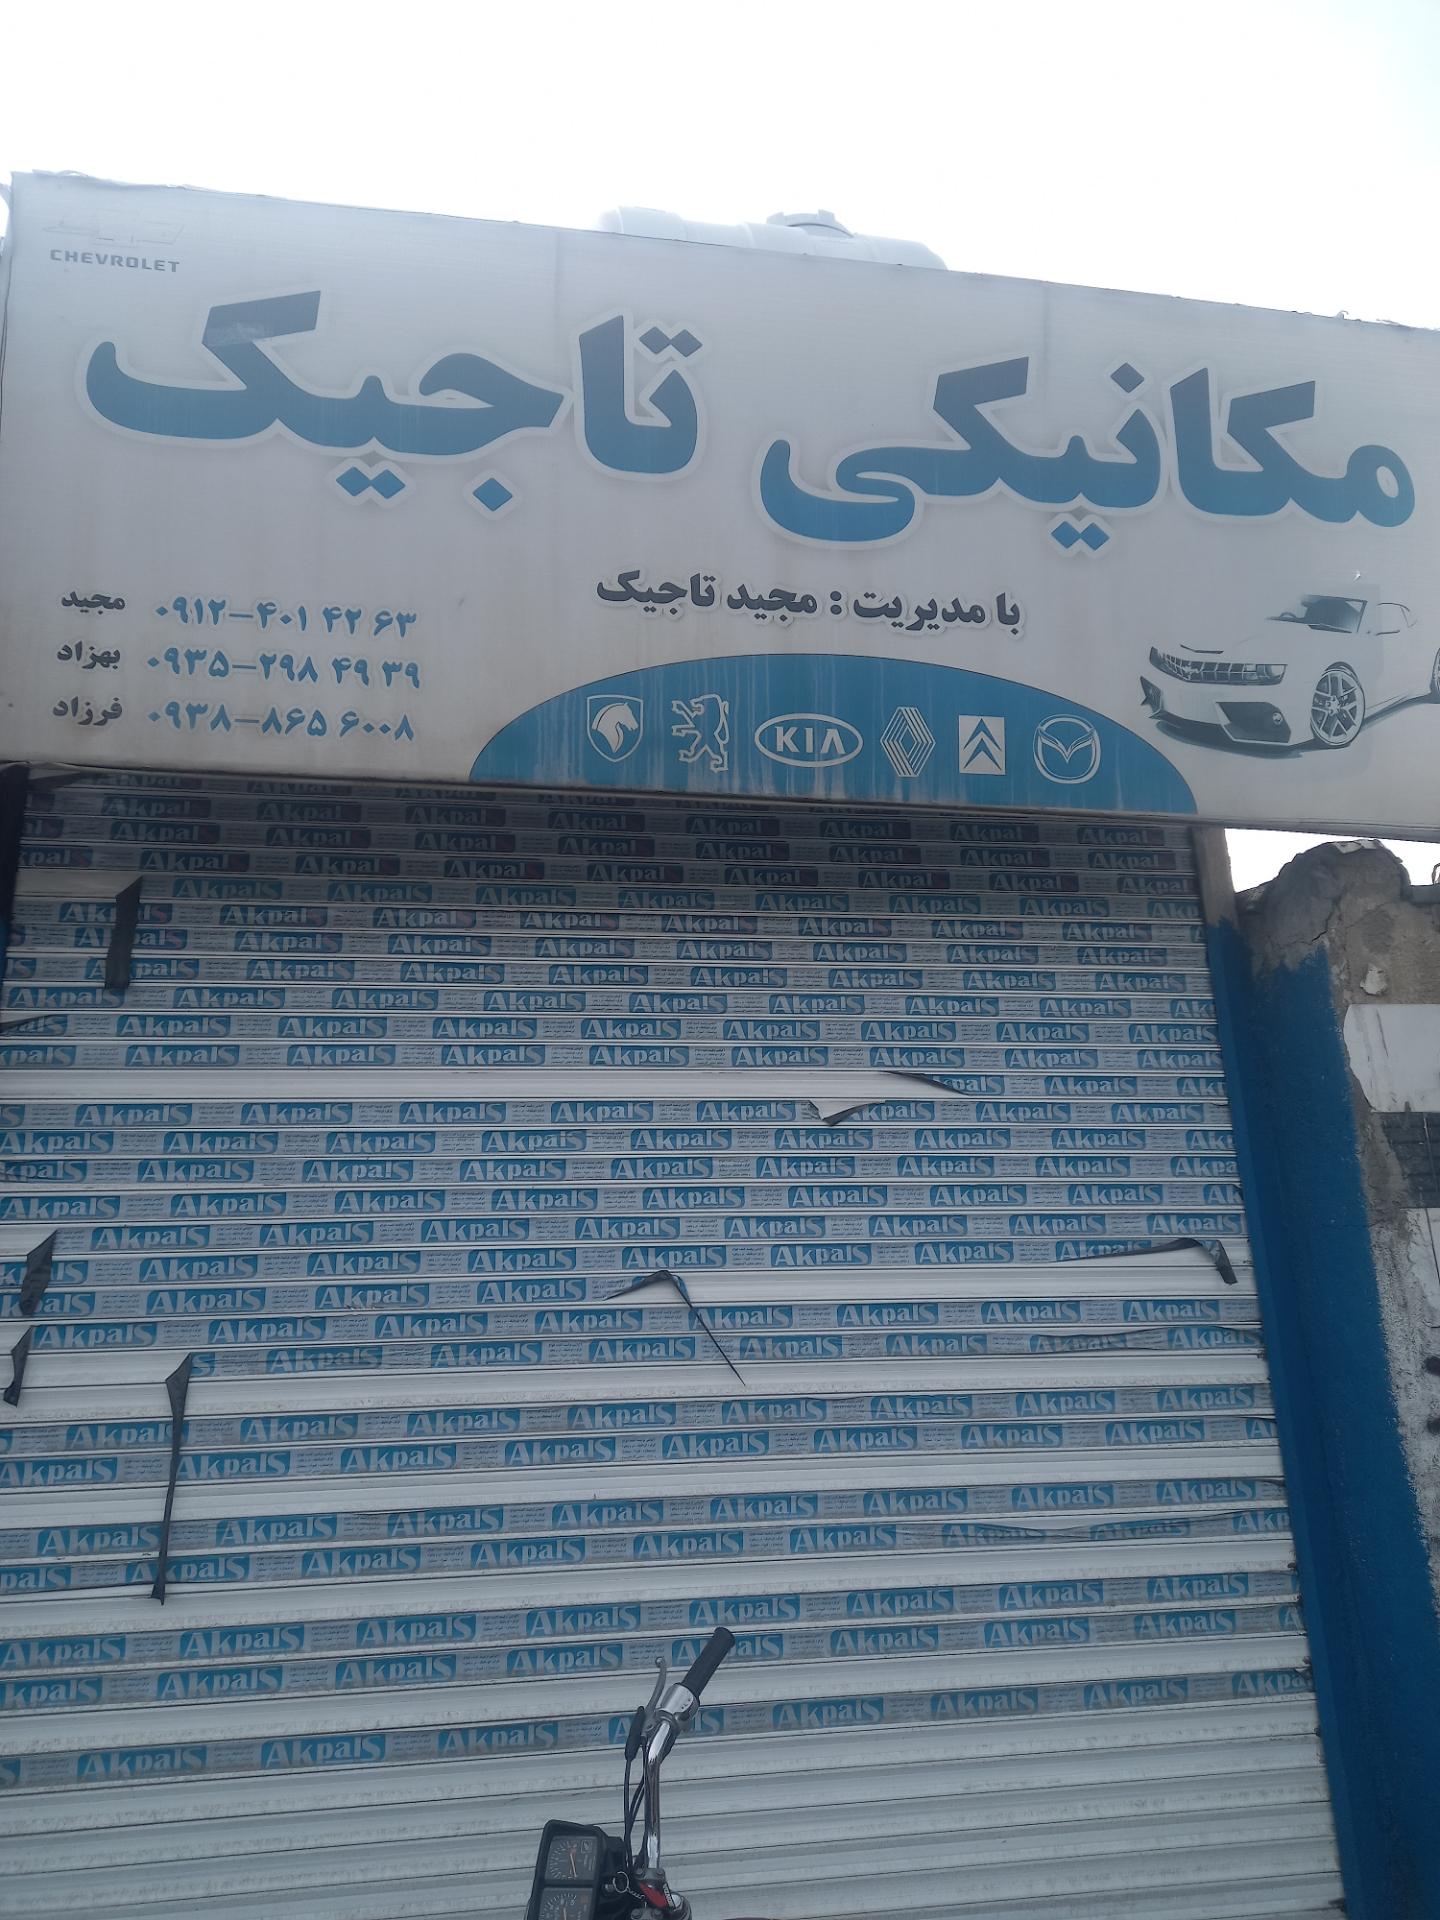 CHEVROLET
مکانیکی تاجیک
با مدیریت : مجید تاجیک
مجید ۰۹۱۲-۴۰۱ ۴۲ ۶۳
بهزاد ۰۹۳۵-۲۹۸ ۴۹ ۳۹
فرزاد ۰۹۳۸-۸۶۵ ۶۰۰۸
KIA
AkpalS